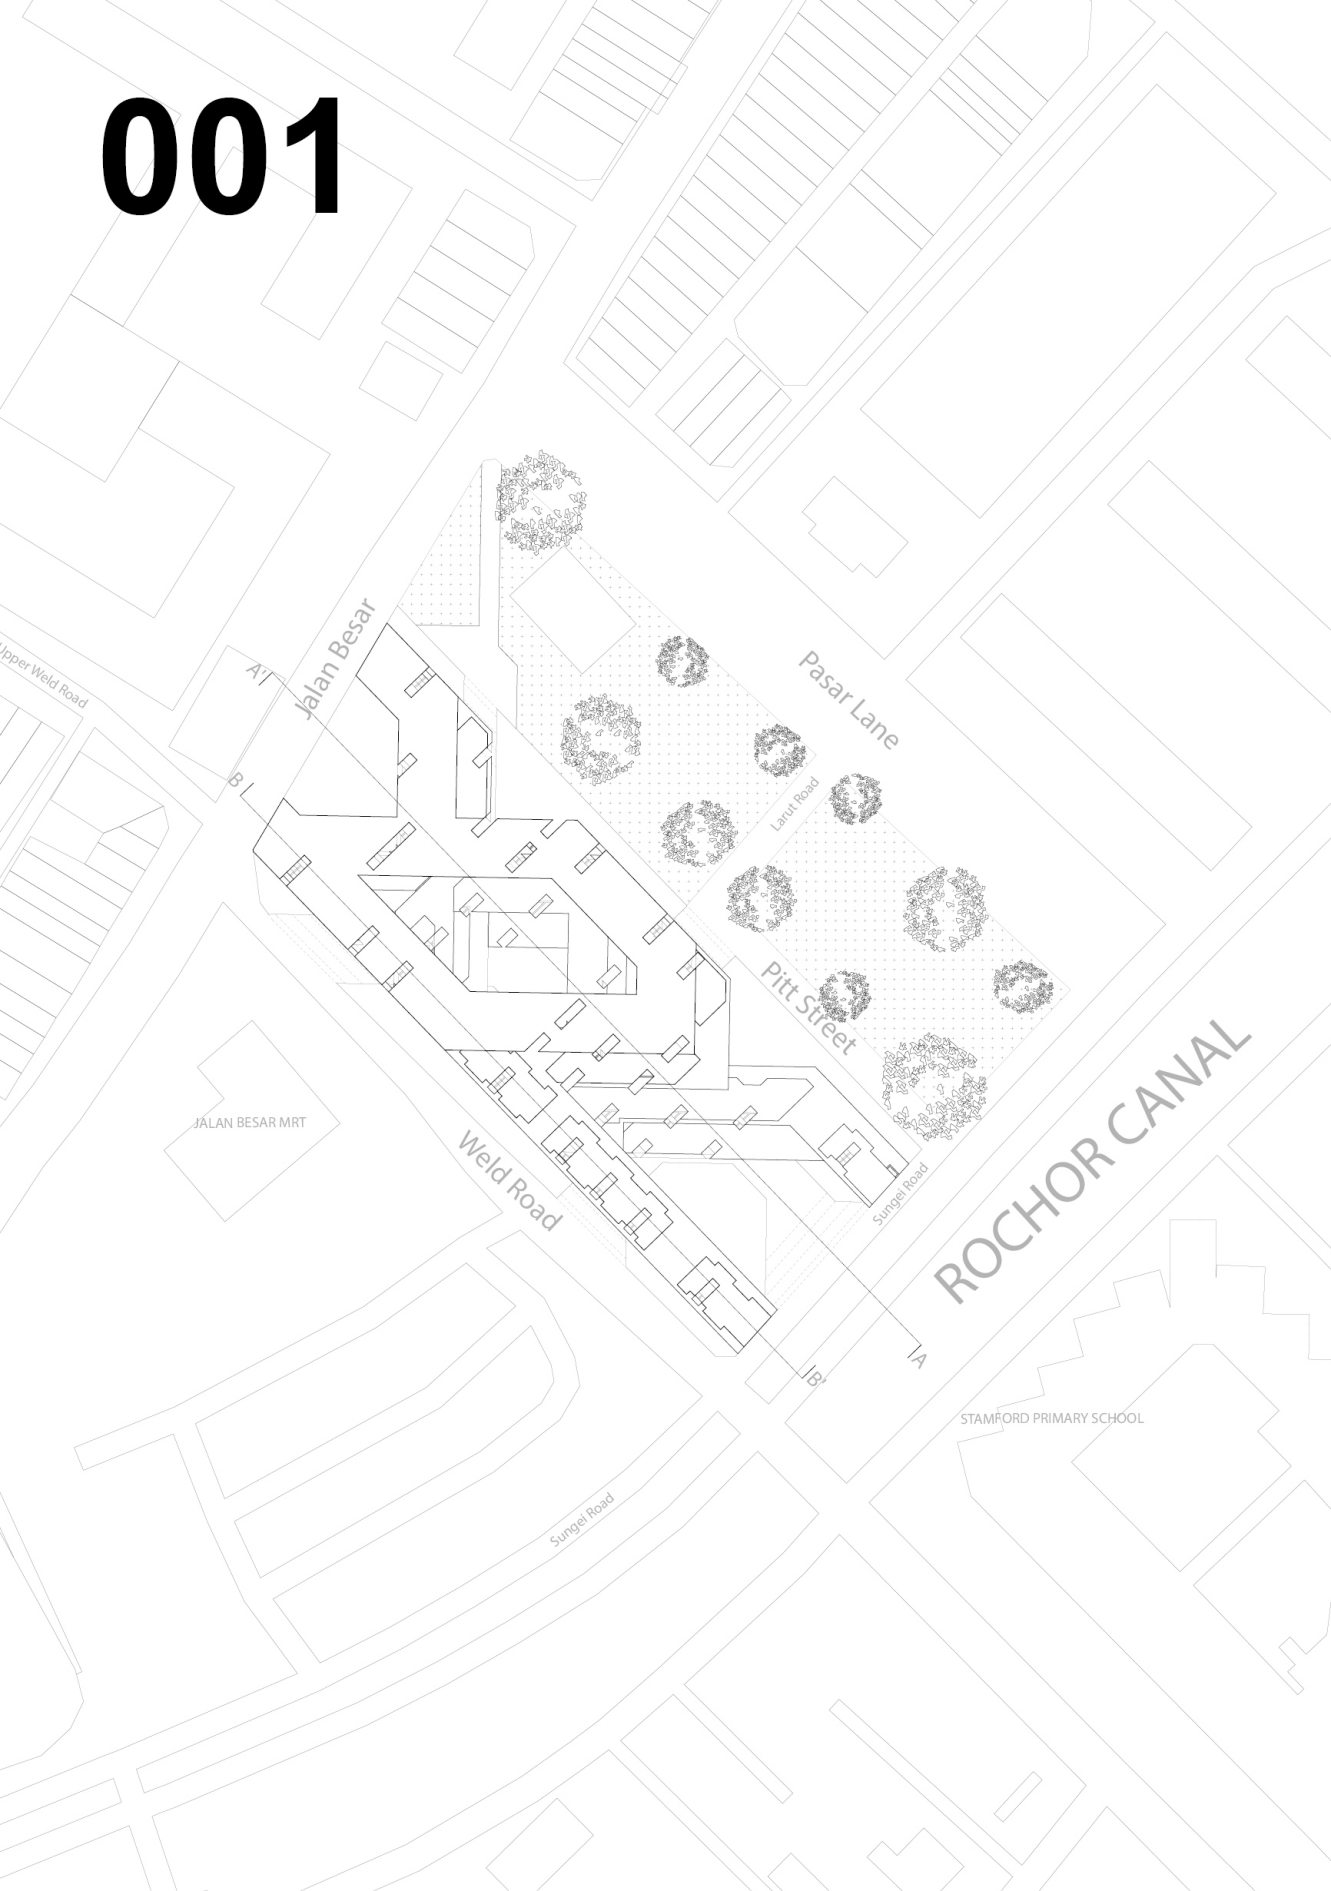 001
Jalan Besar
Upper Weld Road
A'
Pasar Lane
B
Larut Road
Pitt Street
JALAN BESAR MRT
Weld Road
Sungei Road
ROCHOR CANAL
A
B'
STAMFORD PRIMARY SCHOOL
Sungei Road